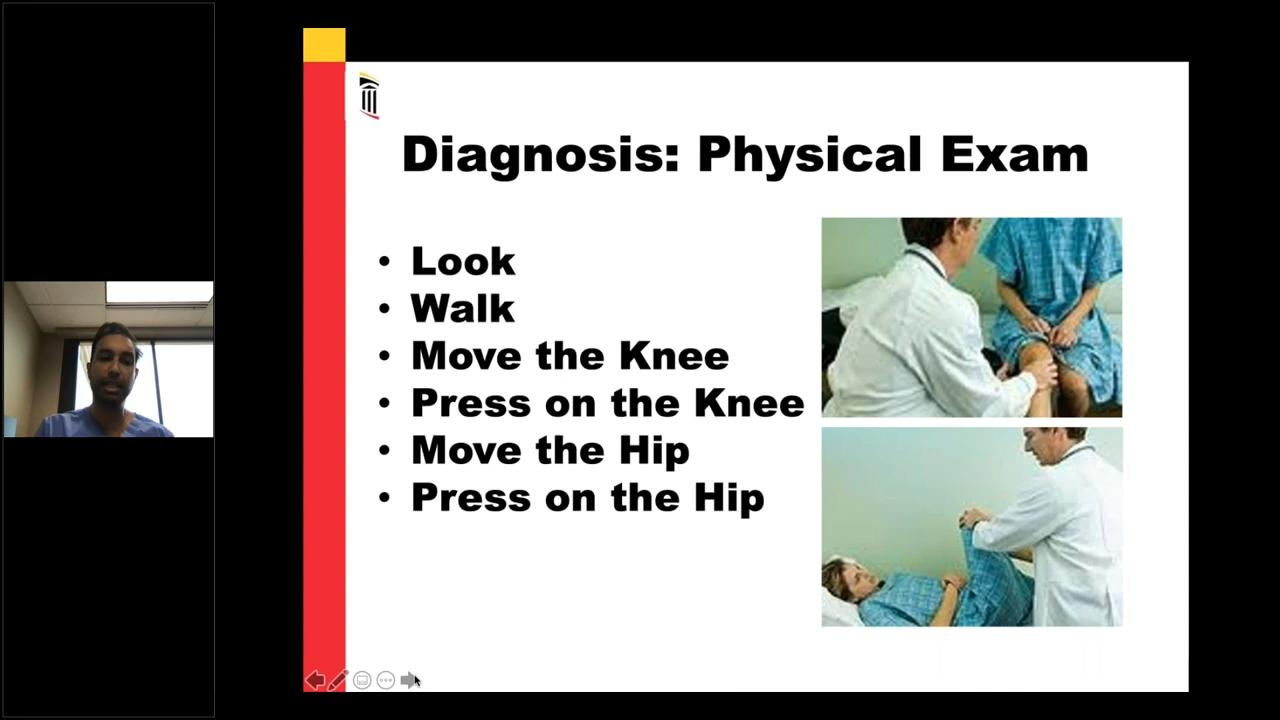 Diagnosis: Physical Exam
• Look
• Walk
• Move the Knee
• Press on the Knee
• Move the Hip
• Press on the Hip